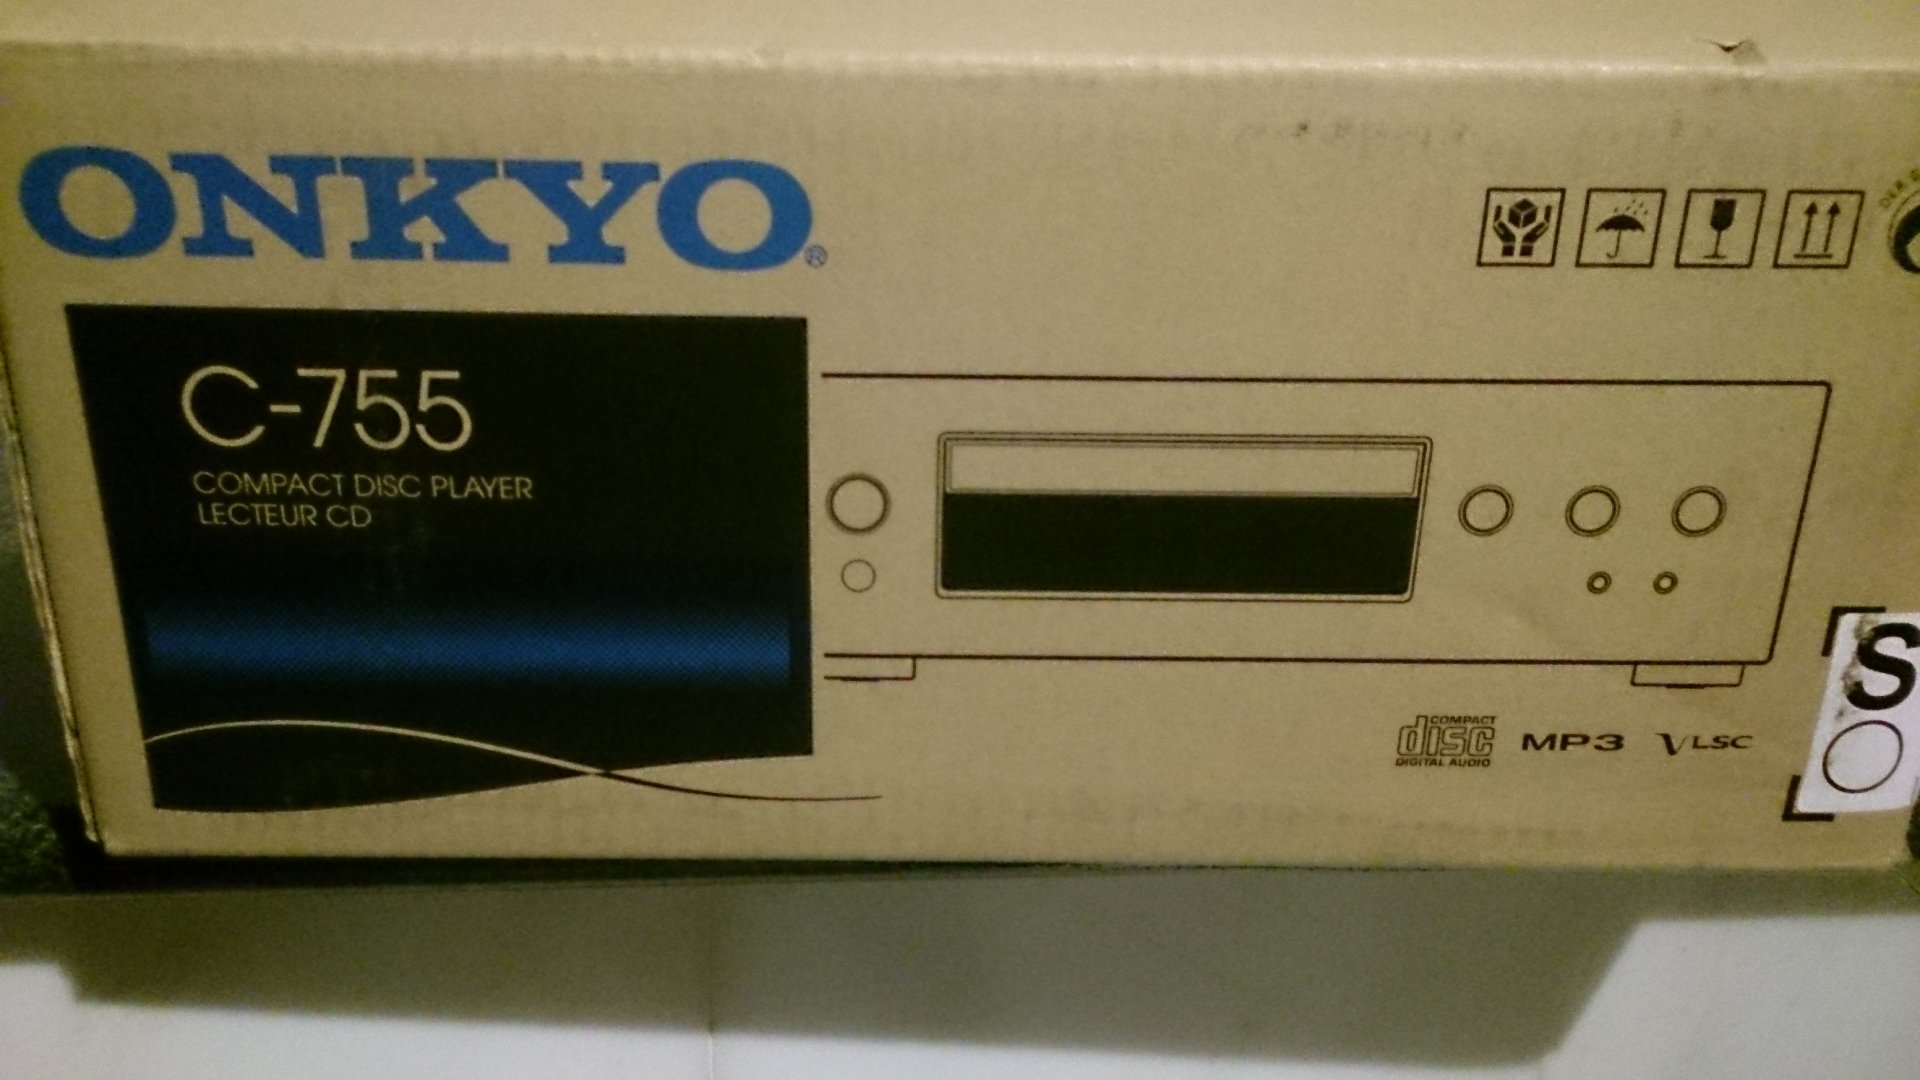 ONKYO®
C-755
COMPACT DISC PLAYER
LECTEUR CD
COMPACT
disc
DIGITAL AUDIO
MP3
VLSC
S